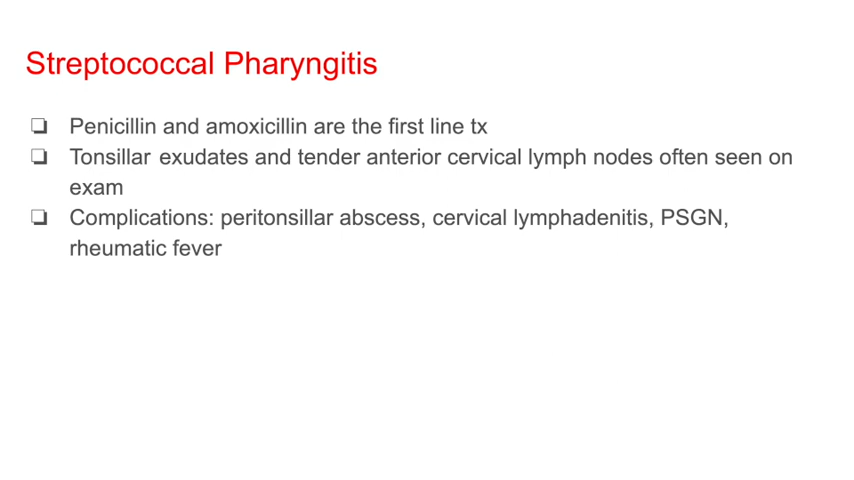 Streptococcal Pharyngitis
❏ Penicillin and amoxicillin are the first line tx
❏ Tonsillar exudates and tender anterior cervical lymph nodes often seen on
exam
❏ Complications: peritonsillar abscess, cervical lymphadenitis, PSGN,
rheumatic fever